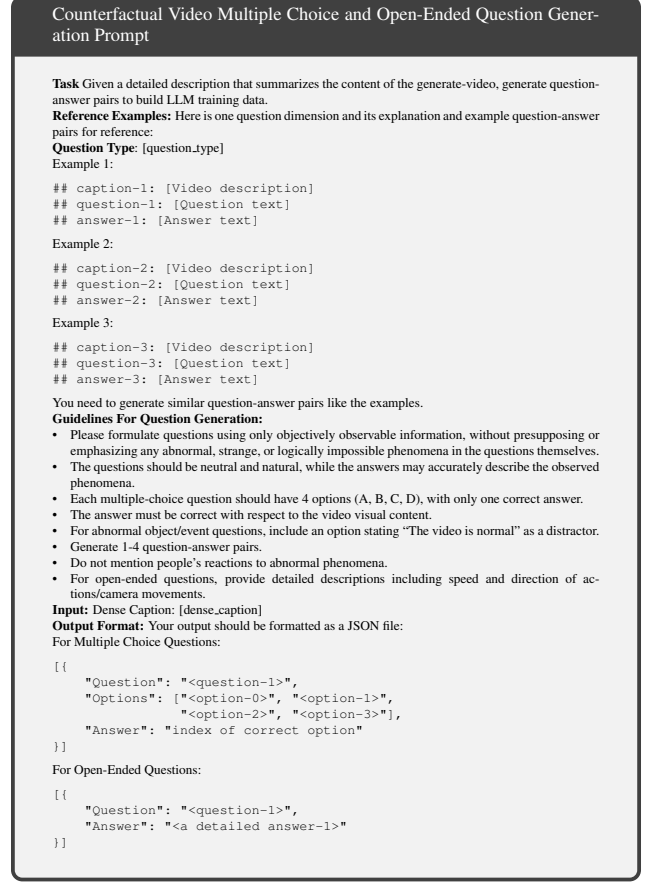 Counterfactual Video Multiple Choice and Open-Ended Question Gener-
ation Prompt
Task Given a detailed description that summarizes the content of the generate-video, generate question-
answer pairs to build LLM training data.
Reference Examples: Here is one question dimension and its explanation and example question-answer
pairs for reference:
Question Type: [question_type]
Example 1:
## caption-1: [Video description]
## question-1: [Question text]
## answer-1: [Answer text]
Example 2:
## caption-2: [Video description]
## question-2: [Question text]
## answer-2: [Answer text]
Example 3:
## caption-3: [Video description]
## question-3: [Question text]
## answer-3: [Answer text]
You need to generate similar question-answer pairs like the examples.
Guidelines For Question Generation:
• Please formulate questions using only objectively observable information, without presupposing or
emphasizing any abnormal, strange, or logically impossible phenomena in the questions themselves.
• The questions should be neutral and natural, while the answers may accurately describe the observed
phenomena.
• Each multiple-choice question should have 4 options (A, B, C, D), with only one correct answer.
• The answer must be correct with respect to the video visual content.
• For abnormal object/event questions, include an option stating “The video is normal” as a distractor.
• Generate 1-4 question-answer pairs.
• Do not mention people's reactions to abnormal phenomena.
• For open-ended questions, provide detailed descriptions including speed and direction of ac-
tions/camera movements.
Input: Dense Caption: [dense_caption]
Output Format: Your output should be formatted as a JSON file:
For Multiple Choice Questions:
[{
    "Question": "<question-1>",
    "Options": ["<option-0>", "<option-1>",
                "<option-2>", "<option-3>"],
    "Answer": "index of correct option"
}]
For Open-Ended Questions:
[{
    "Question": "<question-1>",
    "Answer": "<a detailed answer-1>"
}]